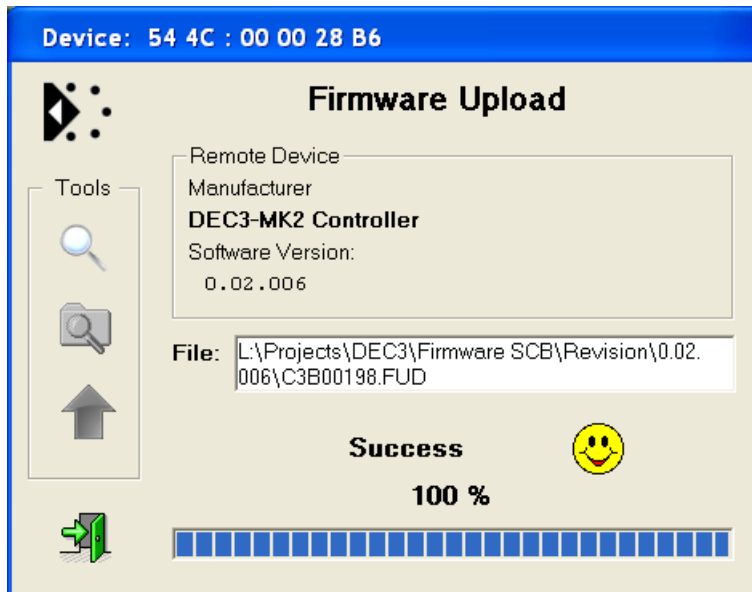 Device: 54 4C : 00 00 28 B6
Firmware Upload
Remote Device
Tools
Manufacturer
DEC3-MK2 Controller
Software Version:
0.02.006
File: L:\Projects\DEC3\Firmware SCB\Revision\0.02.
006\C3B00198.FUD
Success
100 %